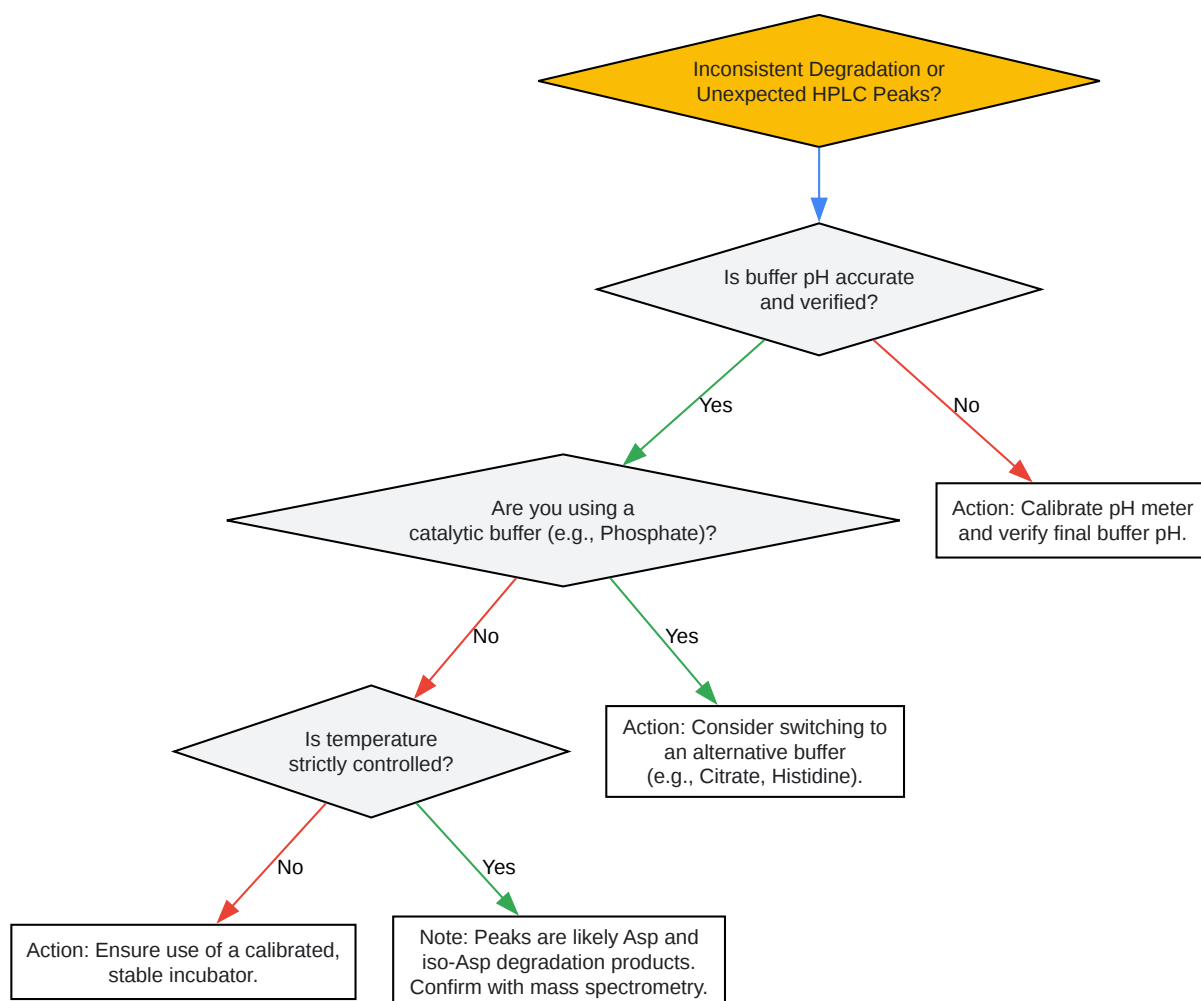 Inconsistent Degradation or
Unexpected HPLC Peaks?
Is buffer pH accurate
and verified?
Yes
No
Are you using a
catalytic buffer (e.g., Phosphate)?
Action: Calibrate pH meter
and verify final buffer pH.
No
Yes
Is temperature
strictly controlled?
Action: Consider switching to
an alternative buffer
(e.g., Citrate, Histidine).
No
Yes
Action: Ensure use of a calibrated,
stable incubator.
Note: Peaks are likely Asp and
iso-Asp degradation products.
Confirm with mass spectrometry.